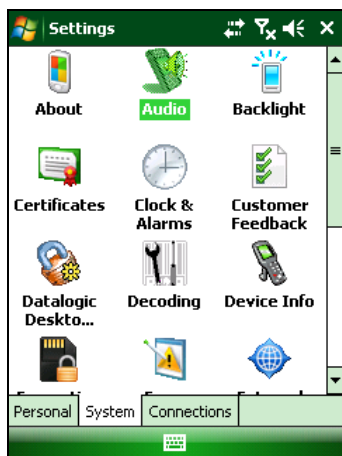 Settings
About
Audio
Backlight
Certificates
Clock &
Alarms
Customer
Feedback
Datalogic
Deskto...
Decoding
Device Info
Personal
System
Connections